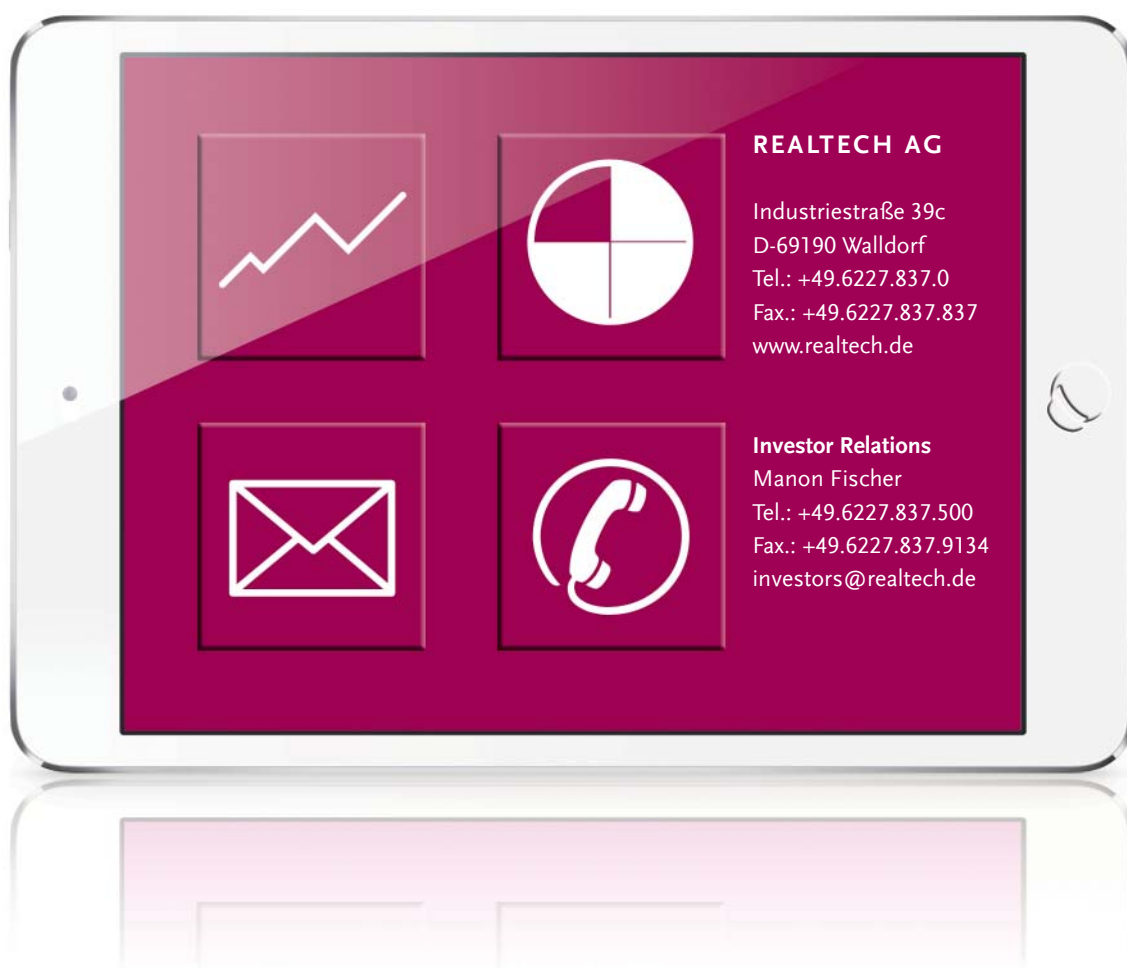 REALTECH AG
Industriestraße 39c
D-69190 Walldorf
Tel.: +49.6227.837.0
Fax.: +49.6227.837.837
www.realtech.de
Investor Relations
Manon Fischer
Tel.: +49.6227.837.500
Fax.: +49.6227.837.9134
investors@realtech.de